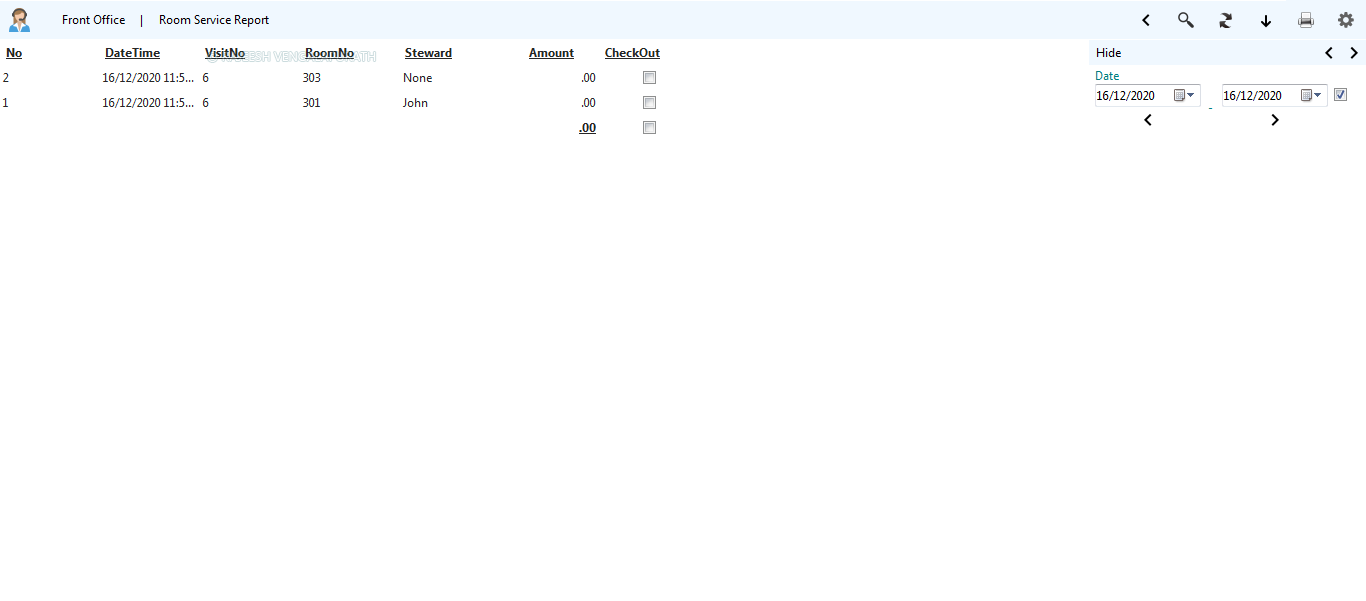 Front Office | Room Service Report
No DateTime VisitNo RoomNo Steward Amount CheckOut
2 16/12/2020 11:5... 6 303 None .00
1 16/12/2020 11:5... 6 301 John .00
.00
Hide
Date
16/12/2020 - 16/12/2020